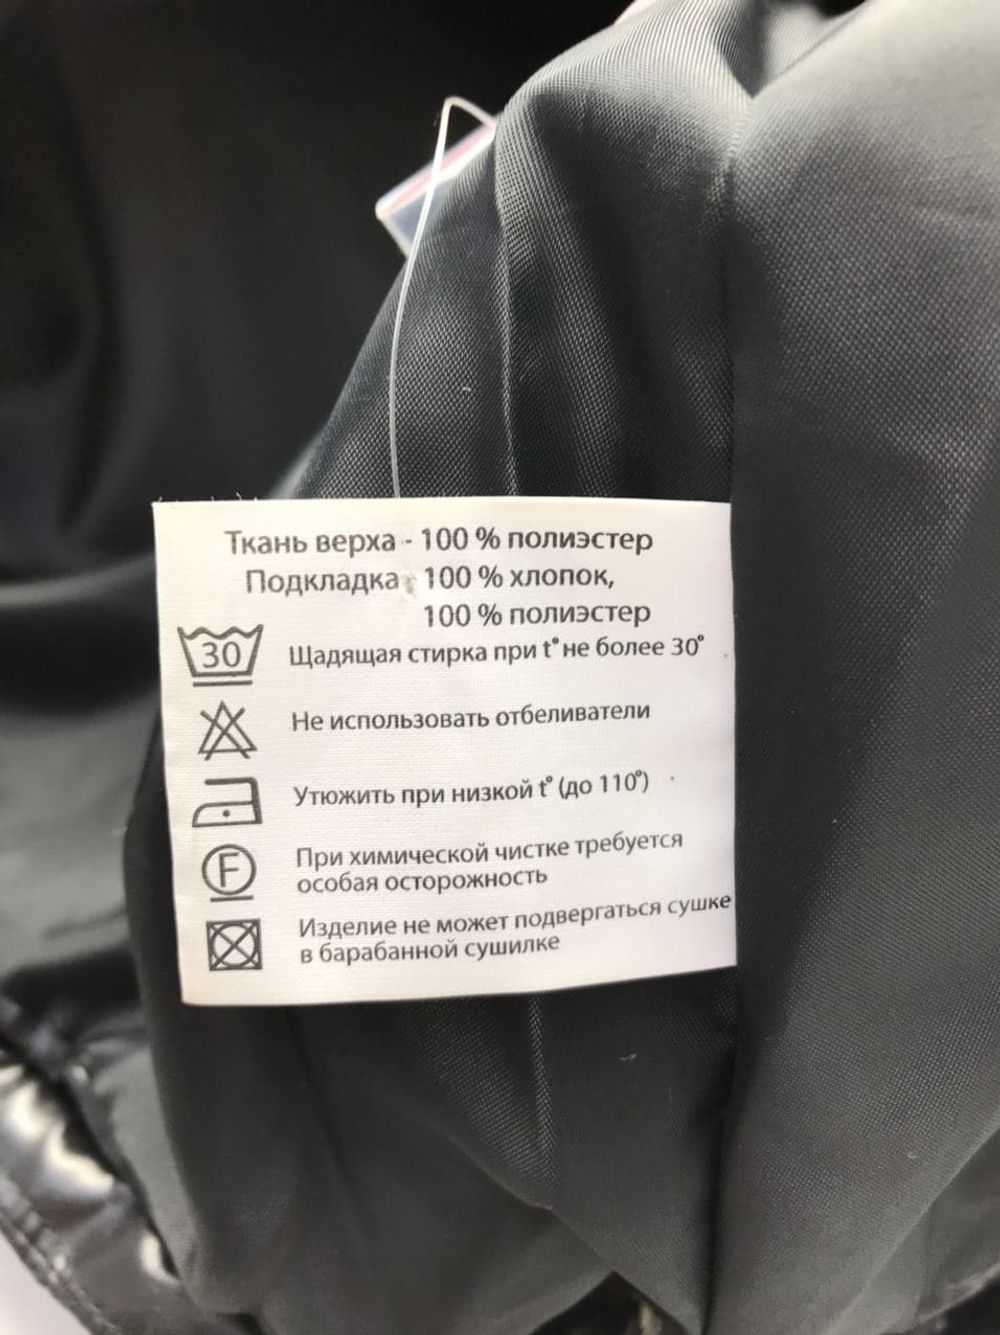 Ткань верха - 100 % полиэстер
Подкладка - 100 % хлопок,
100 % полиэстер
30 Щадящая стирка при t° не более 30°
Не использовать отбеливатели
Утюжить при низкой t° (до 110°)
F При химической чистке требуется
особая осторожность
Изделие не может подвергаться сушке
в барабанной сушилке